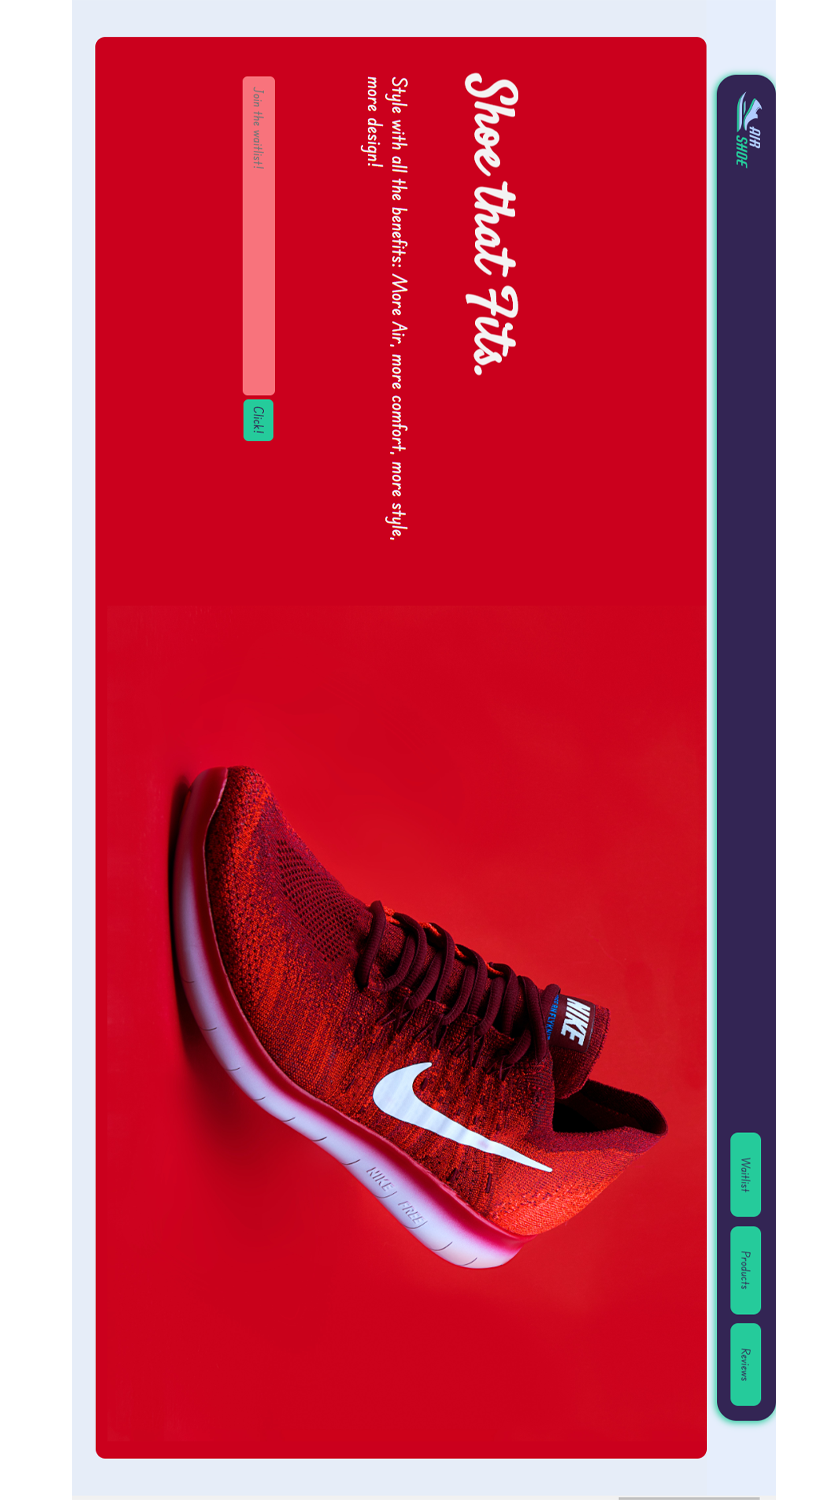 AIR
SHOE
Waitlist
Products
Reviews
Shoe that Fits.
Style with all the benefits: More Air, more comfort, more style,
more design!
Join the waitlist!
Click!
NIKE
NIKE FREE